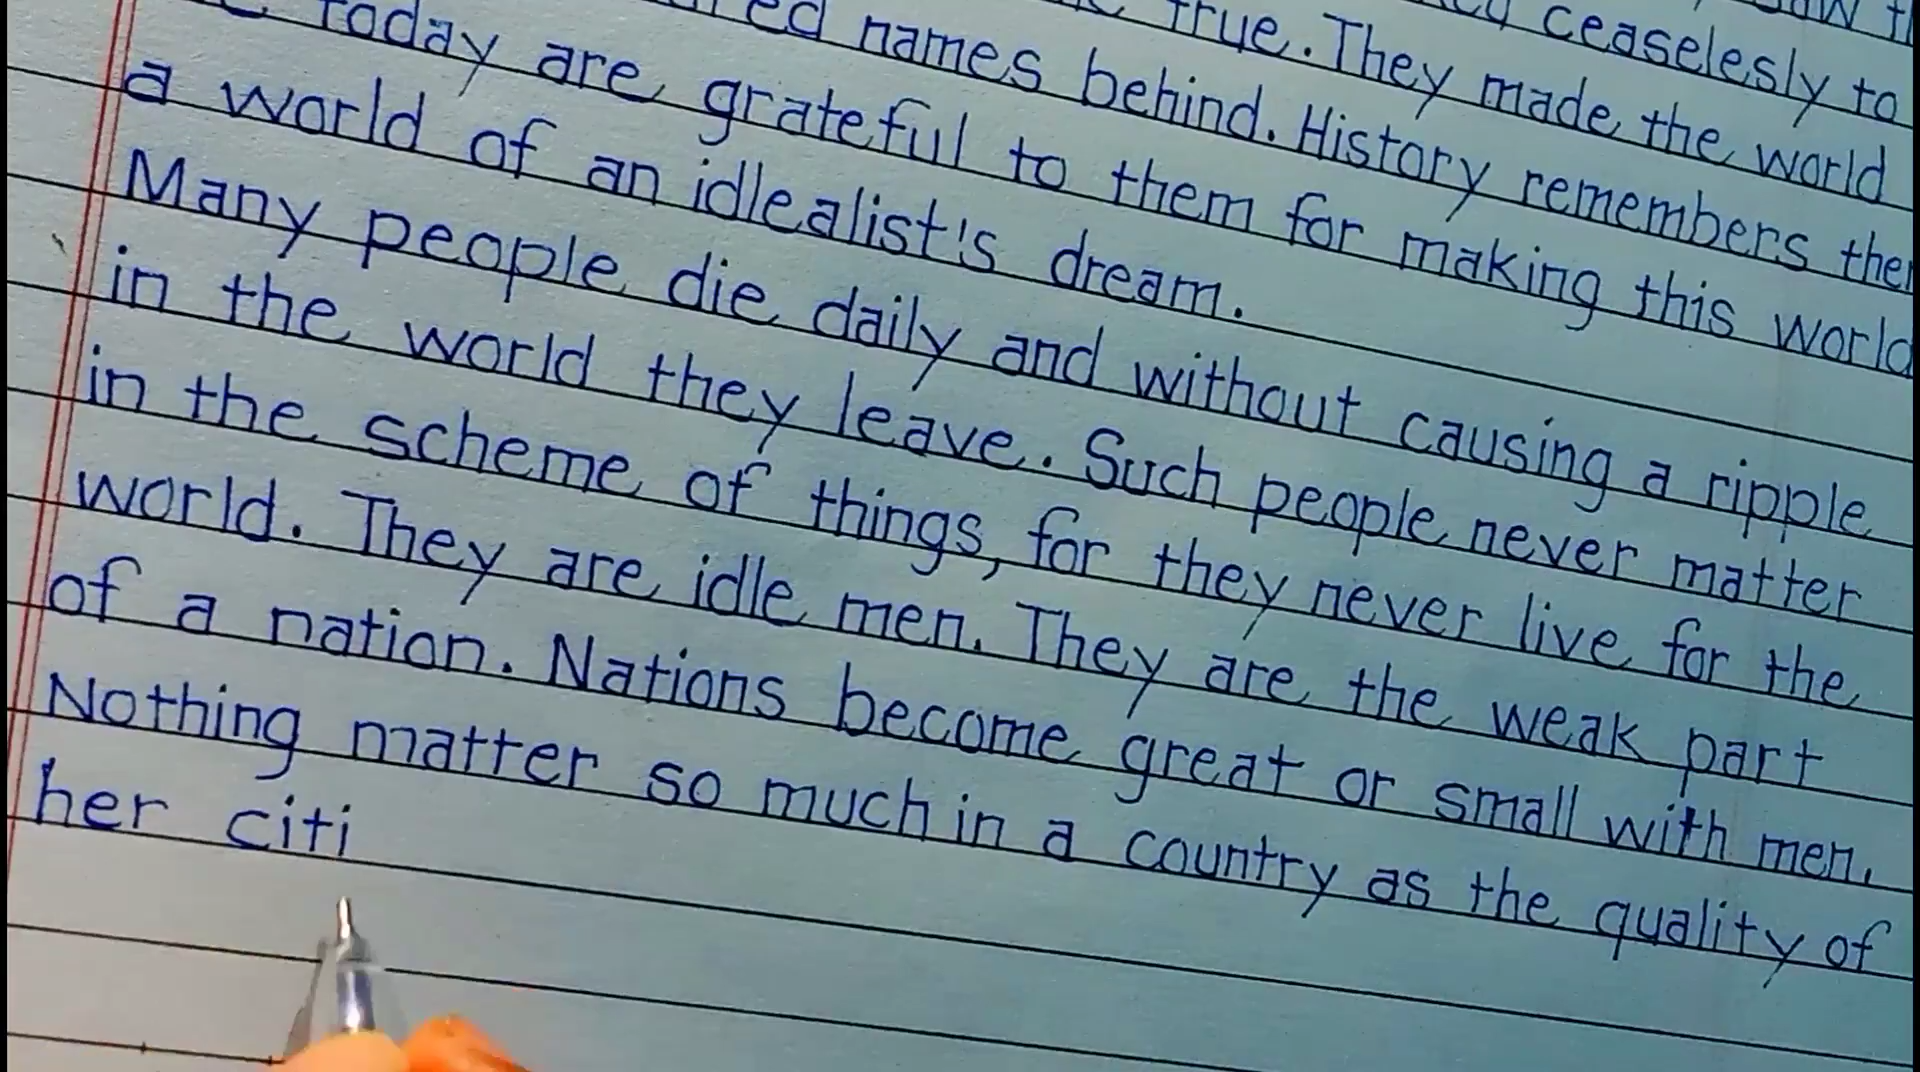 ceaselesly to
true. They made the world
names behind. History remembers
today are grateful to them for making this world
a world of an idlealist's dream.
Many people die daily and without causing a ripple
in the world they leave. Such people never matter
in the scheme of things, for they never live for the
world. They are idle men. They are the weak part
of a nation. Nations become great or small with men.
Nothing matter so much in a country as the quality of
her citi